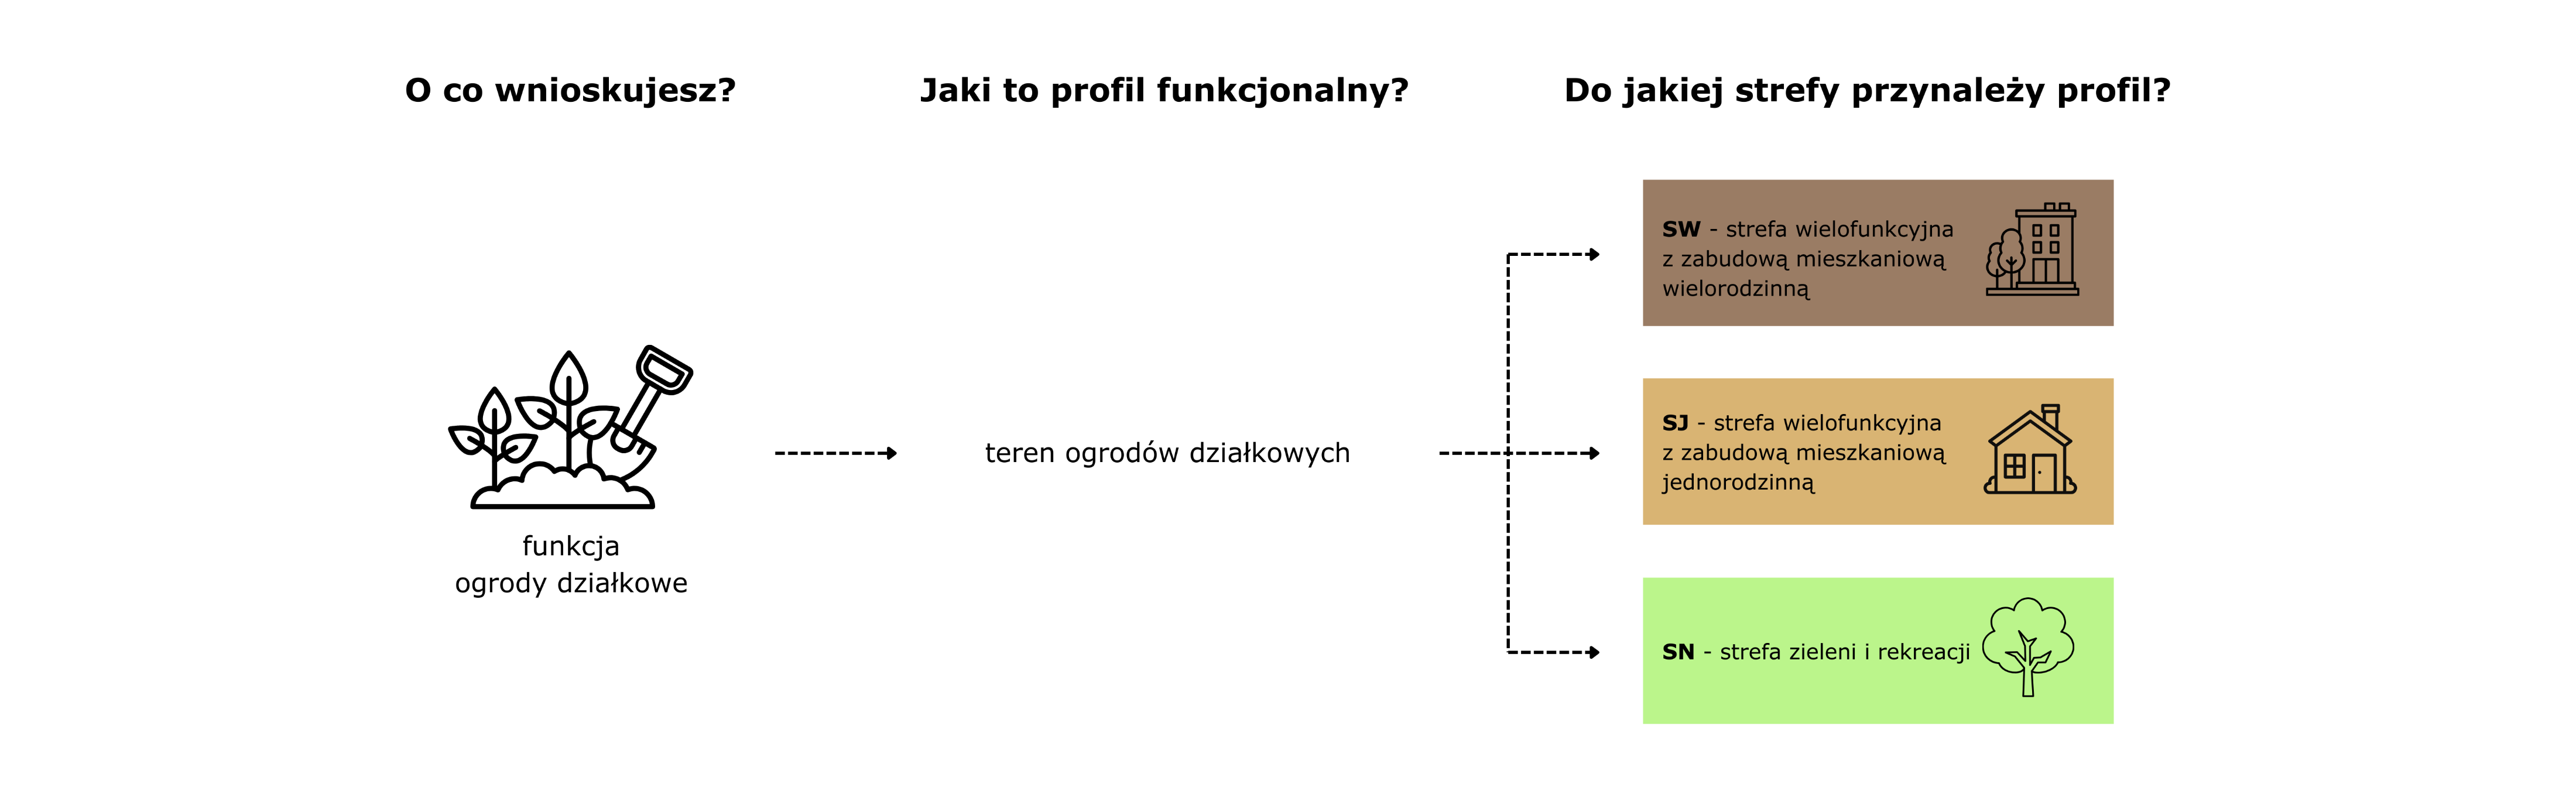 O co wnioskujesz?
Jaki to profil funkcjonalny?
Do jakiej strefy przynależy profil?
funkcja
ogrody działkowe
teren ogrodów działkowych
SW - strefa wielofunkcyjna
z zabudową mieszkaniową
wielorodzinną
SJ - strefa wielofunkcyjna
z zabudową mieszkaniową
jednorodzinną
SN - strefa zieleni i rekreacji